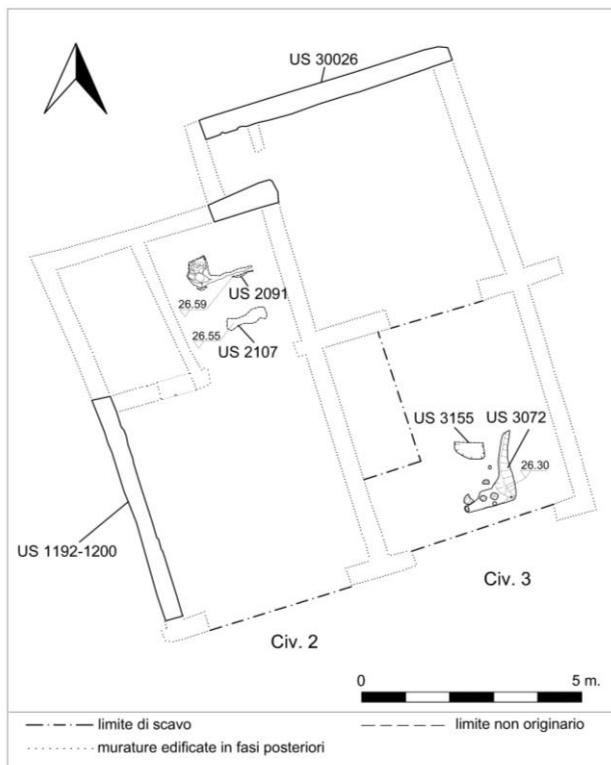 US 30026
26.59
US 2091
26.55
US 2107
US 3155 US 3072
26.30
US 1192-1200
Civ. 3
Civ. 2
0 5 m.
limite di scavo limite non originario
murature edificate in fasi posteriori